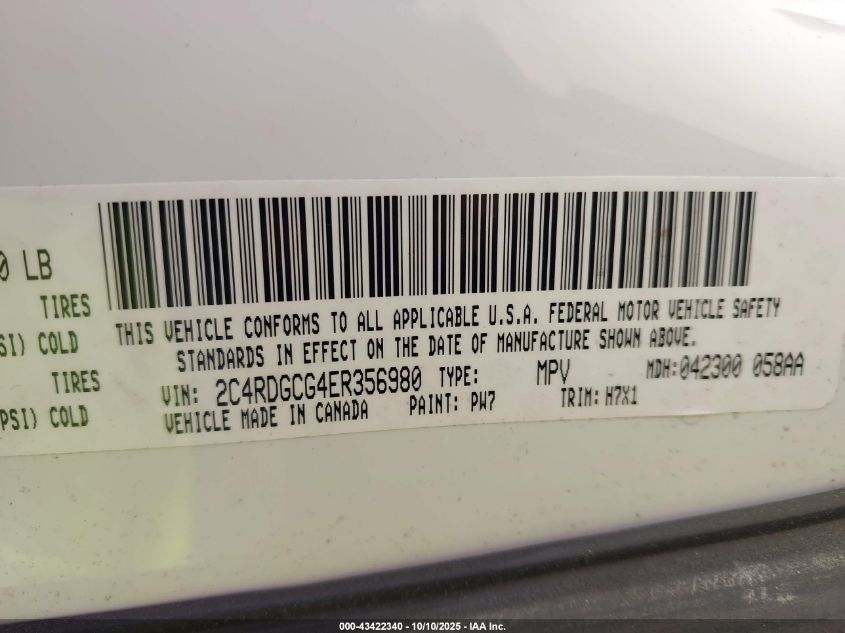 0 LB
TIRES
SI) COLD
TIRES
PSI) COLD
THIS VEHICLE CONFORMS TO ALL APPLICABLE U.S.A. FEDERAL MOTOR VEHICLE SAFETY
STANDARDS IN EFFECT ON THE DATE OF MANUFACTURE SHOWN ABOVE.
VIN: 2C4RDGCG4ER356980 TYPE: MPV MDH:042300 058AA
VEHICLE MADE IN CANADA PAINT: PW7 TRIM: H7X1
000-43422340 - 10/10/2025 - IAA Inc.